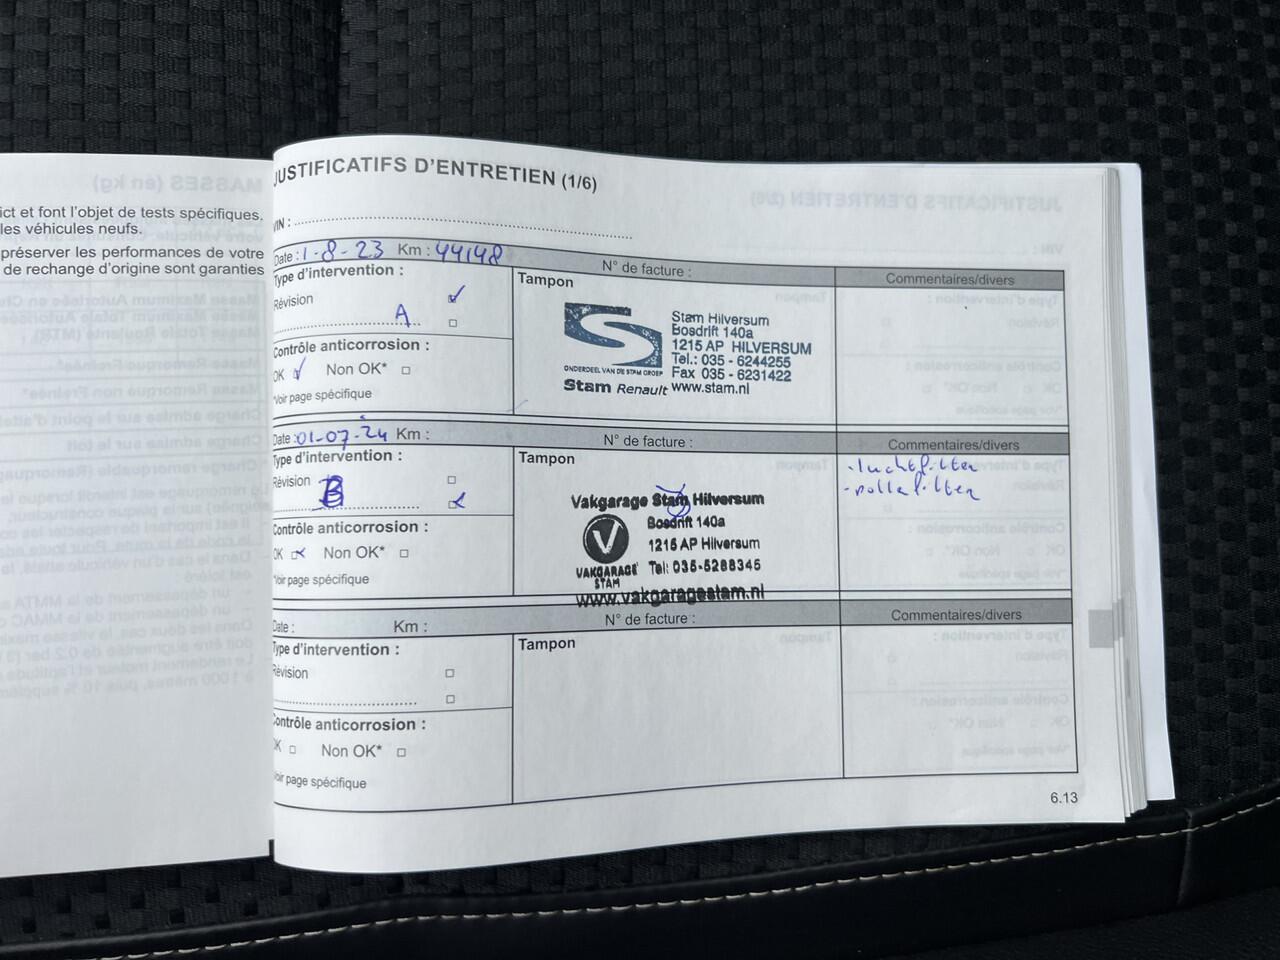 ict et font l'objet de tests spécifiques.
les véhicules neufs.
préserver les performances de votre
de rechange d'origine sont garanties
JUSTIFICATIFS D'ENTRETIEN (1/6)
VIN :
Date : 1-8-23 Km : 44148 N° de facture : Commentaires/divers
Type d'intervention :
Révision
A
Contrôle anticorrosion :
OK Non OK*
*Voir page spécifique
Tampon
Stam Hilversum
Bosdrift 140a
1215 AP HILVERSUM
Tel.: 035 - 6244255
Fax 035 - 6231422
www.stam.nl
ONDERDEEL VAN DE STAM GROEP
Stam Renault
Date : 01-07-24 Km : N° de facture : Commentaires/divers
Type d'intervention :
Révision
B
Contrôle anticorrosion :
OK Non OK*
*Voir page spécifique
Tampon
Vakgarage Stam Hilversum
Bosdrift 140a
1215 AP Hilversum
Tel: 035-5288345
V
VAKGARAGE
STAM
www.vakgaragestam.nl
- luchtfilter
- pollefilter
Date : Km : N° de facture : Commentaires/divers
Type d'intervention :
Révision
Contrôle anticorrosion :
OK Non OK*
*Voir page spécifique
Tampon
6.13